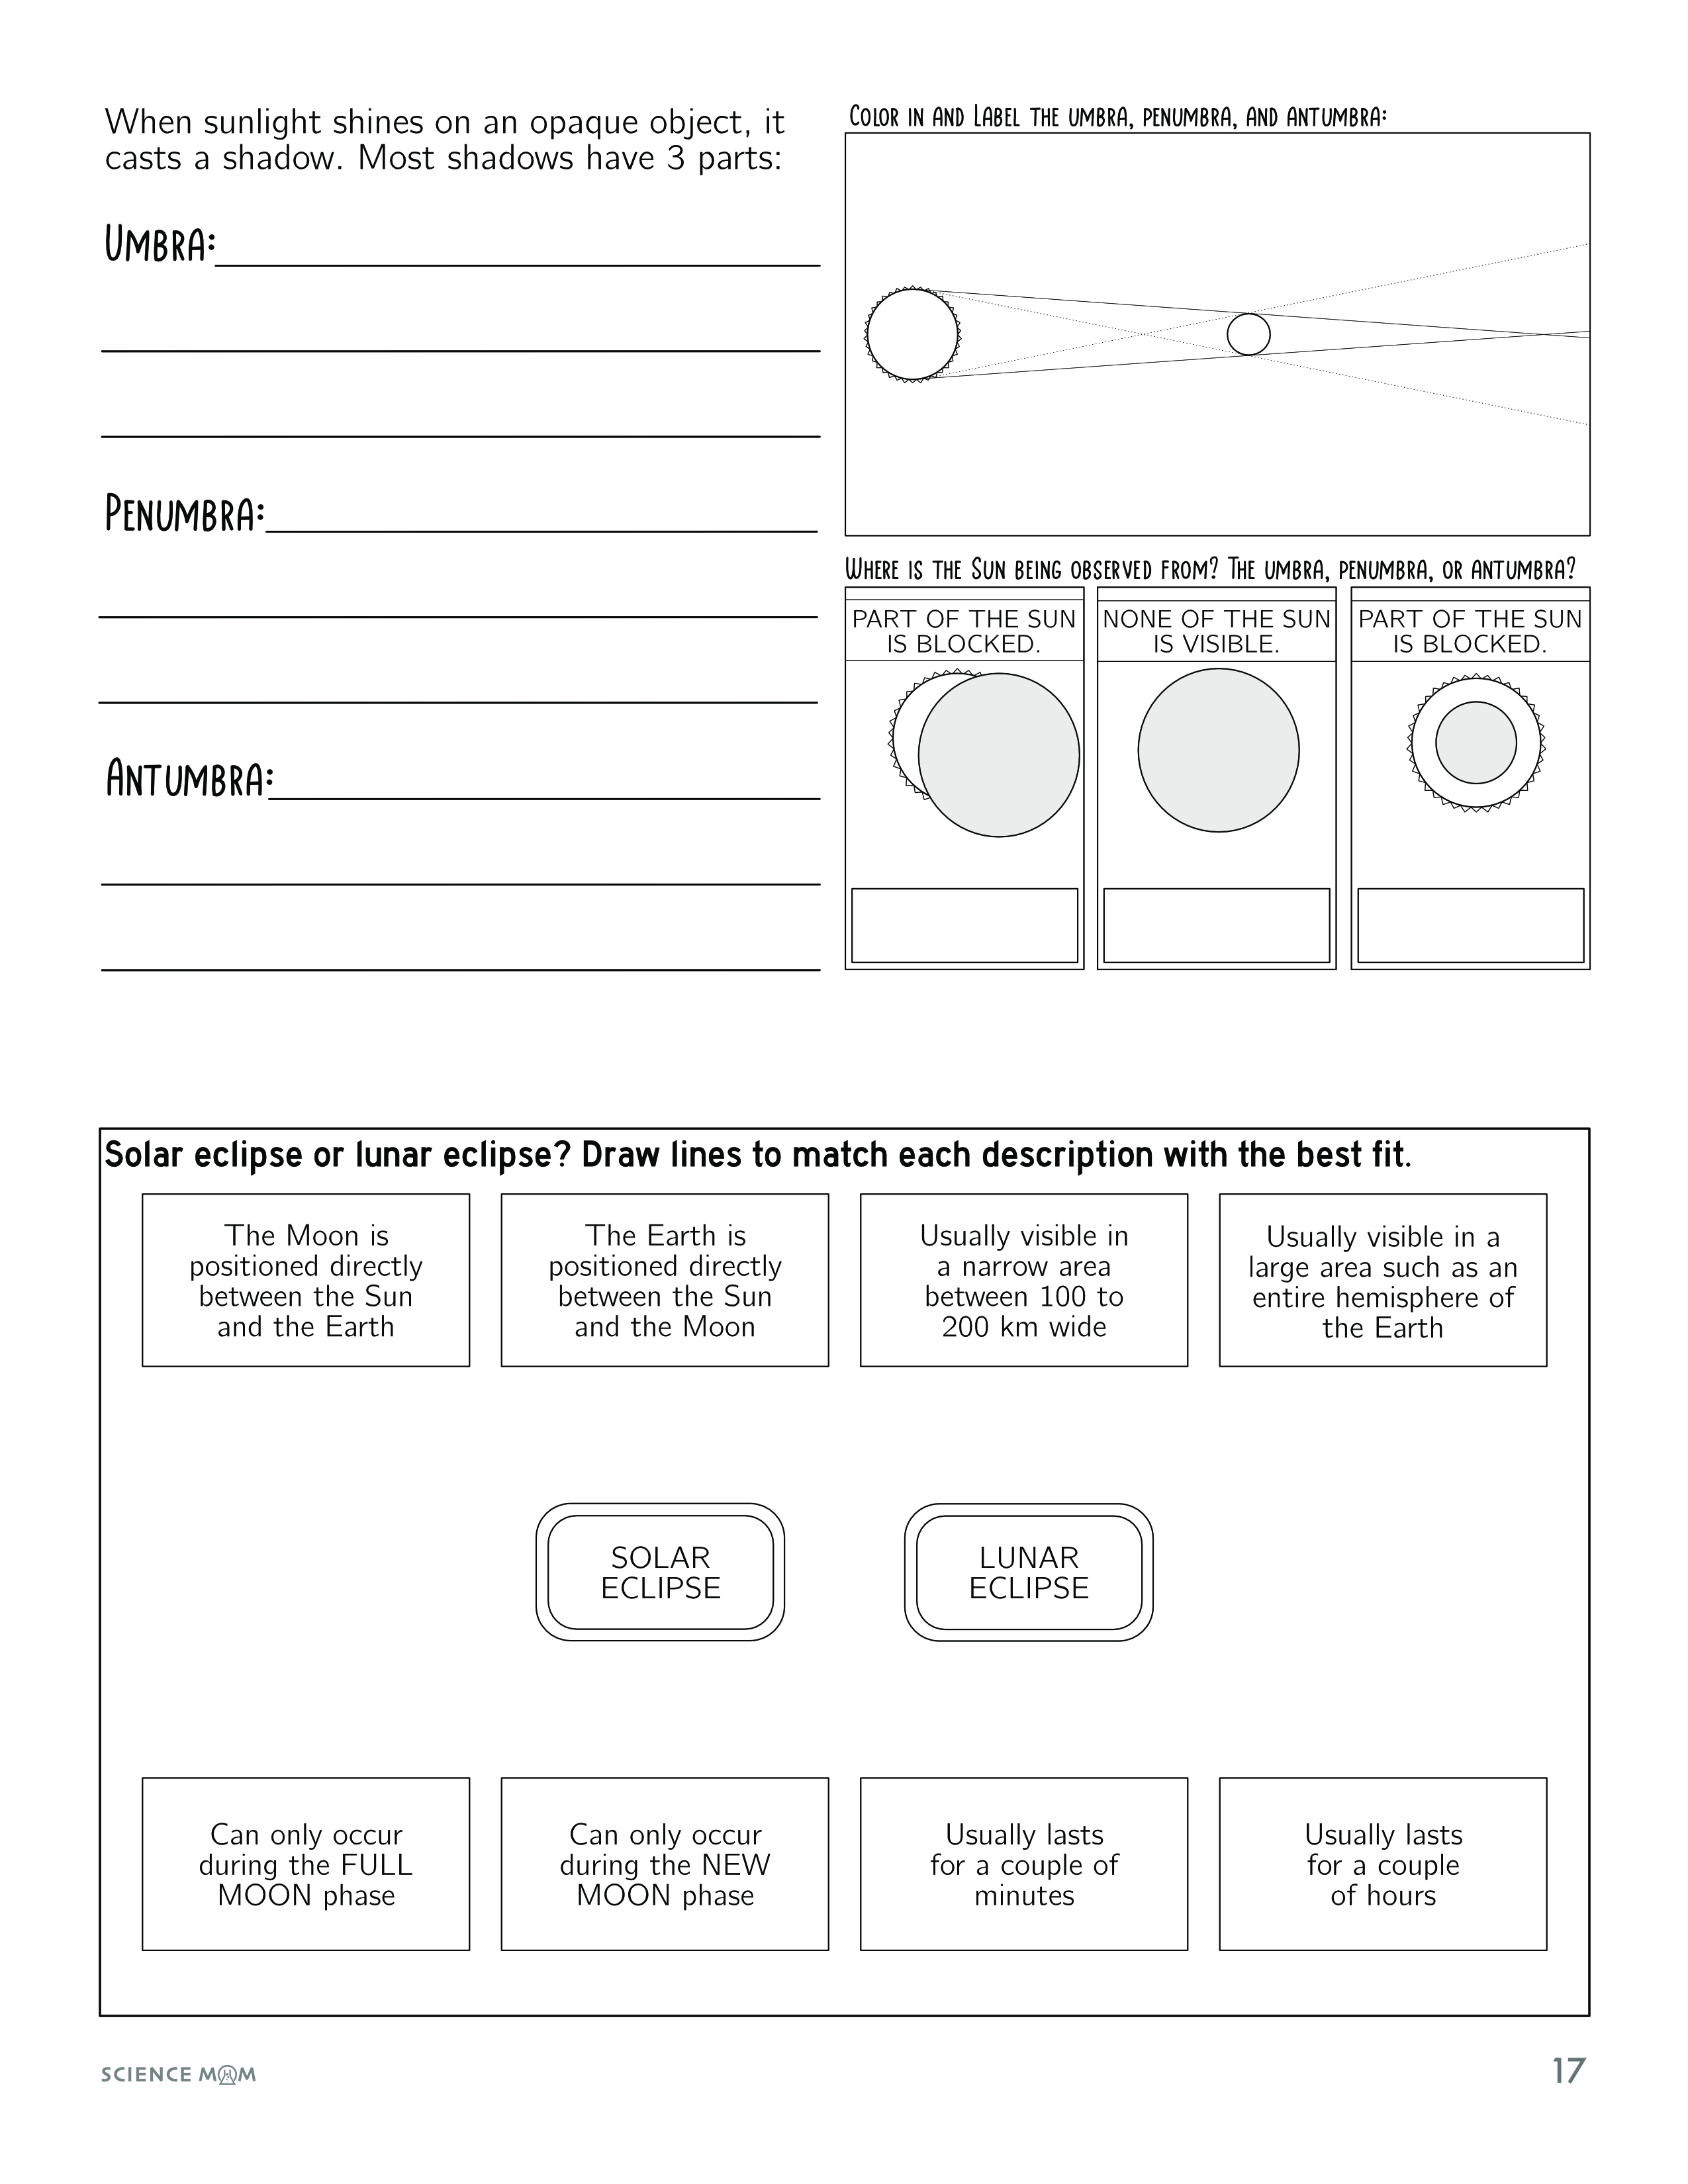 When sunlight shines on an opaque object, it
casts a shadow. Most shadows have 3 parts:
UMBRA:
PENUMBRA:
ANTUMBRA:
COLOR IN AND LABEL THE UMBRA, PENUMBRA, AND ANTUMBRA:
WHERE IS THE SUN BEING OBSERVED FROM? THE UMBRA, PENUMBRA, OR ANTUMBRA?
PART OF THE SUN
IS BLOCKED.
NONE OF THE SUN
IS VISIBLE.
PART OF THE SUN
IS BLOCKED.
Solar eclipse or lunar eclipse? Draw lines to match each description with the best fit.
The Moon is
positioned directly
between the Sun
and the Earth
The Earth is
positioned directly
between the Sun
and the Moon
Usually visible in
a narrow area
between 100 to
200 km wide
Usually visible in a
large area such as an
entire hemisphere of
the Earth
SOLAR
ECLIPSE
LUNAR
ECLIPSE
Can only occur
during the FULL
MOON phase
Can only occur
during the NEW
MOON phase
Usually lasts
for a couple of
minutes
Usually lasts
for a couple
of hours
SCIENCE MOM
17